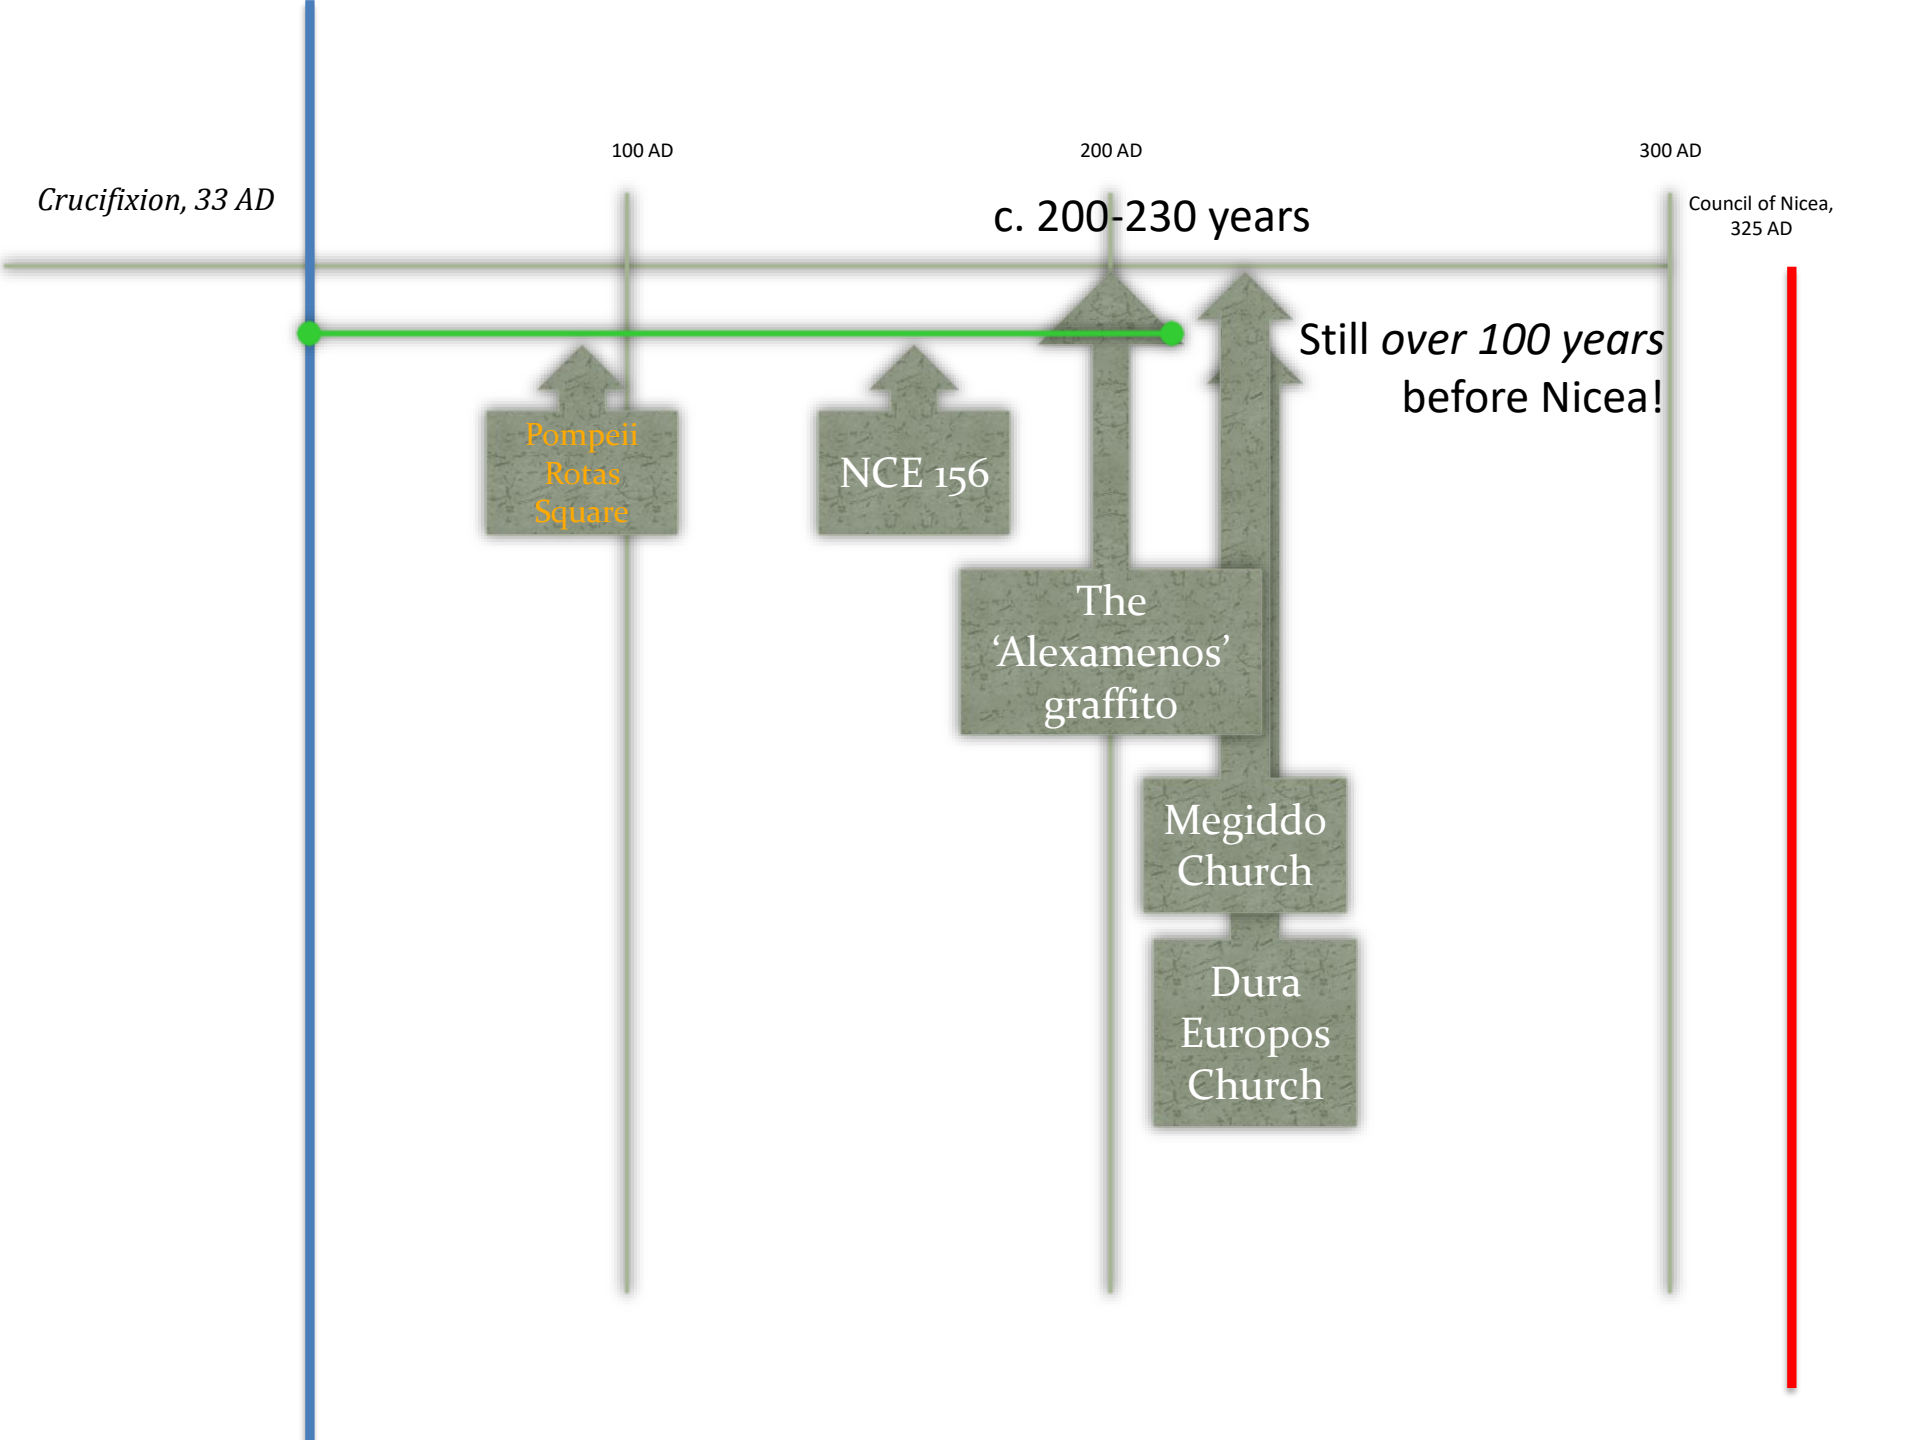 100 AD
200 AD
300 AD
Crucifixion, 33 AD
c. 200-230 years
Council of Nicea,
325 AD
Still over 100 years
before Nicea!
Pompeii
Rotas
Square
NCE 156
The
‘Alexamenos’
graffito
Megiddo
Church
Dura
Europos
Church